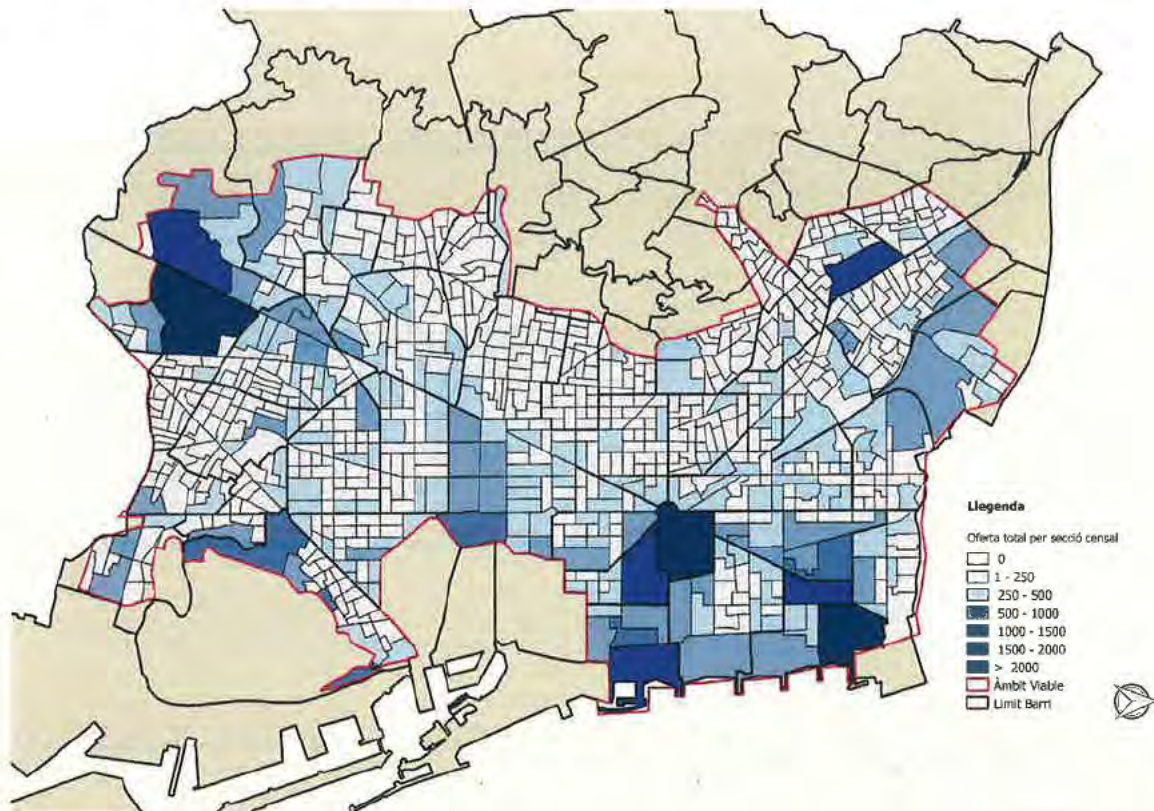 Llegenda
Oferta total per secció censal
0
1 - 250
250 - 500
500 - 1000
1000 - 1500
1500 - 2000
> 2000
Àmbit Viable
Límit Barri